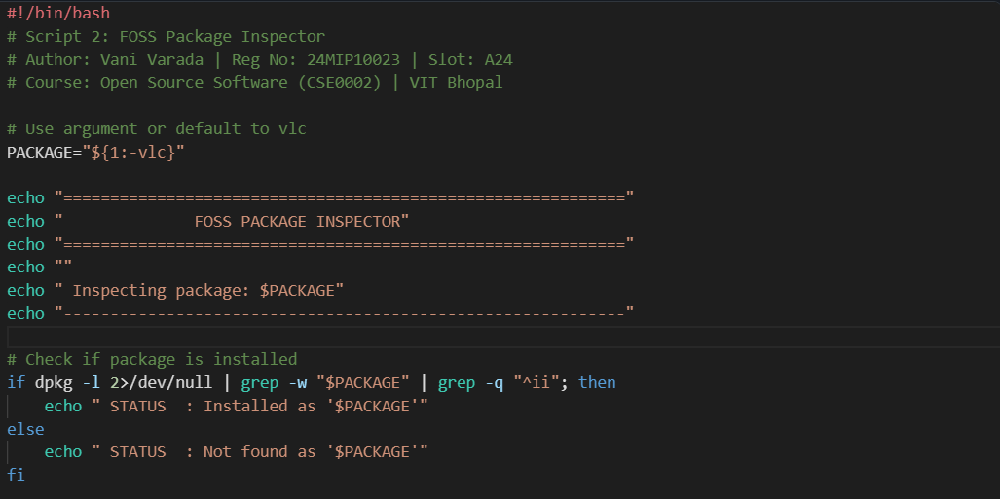 #!/bin/bash
# Script 2: FOSS Package Inspector
# Author: Vani Varada | Reg No: 24MIP10023 | Slot: A24
# Course: Open Source Software (CSE0002) | VIT Bhopal

# Use argument or default to vlc
PACKAGE="${1:-vlc}"

echo "============================================================"
echo "              FOSS PACKAGE INSPECTOR"
echo "============================================================"
echo ""
echo " Inspecting package: $PACKAGE"
echo "------------------------------------------------------------"

# Check if package is installed
if dpkg -l 2>/dev/null | grep -w "$PACKAGE" | grep -q "^ii"; then
    echo " STATUS  : Installed as '$PACKAGE'"
else
    echo " STATUS  : Not found as '$PACKAGE'"
fi